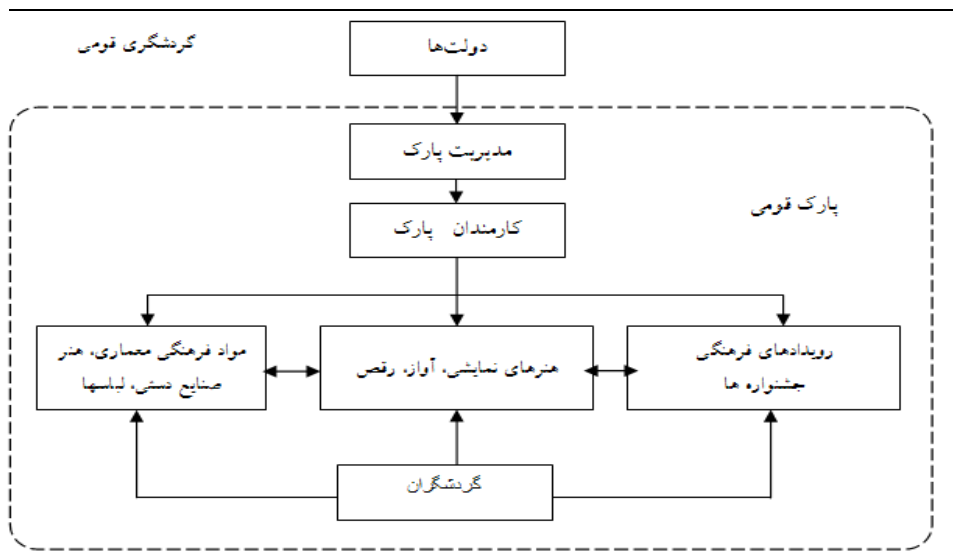 گردشگری قومی
دولت‌ها
مدیریت پارک
پارک قومی
کارمندان پارک
رویدادهای فرهنگی
جشنواره ها
هنرهای نمایشی، آواز، رقص
مواد فرهنگی معماری، هنر
صنایع دستی، لباسها
گردشگران